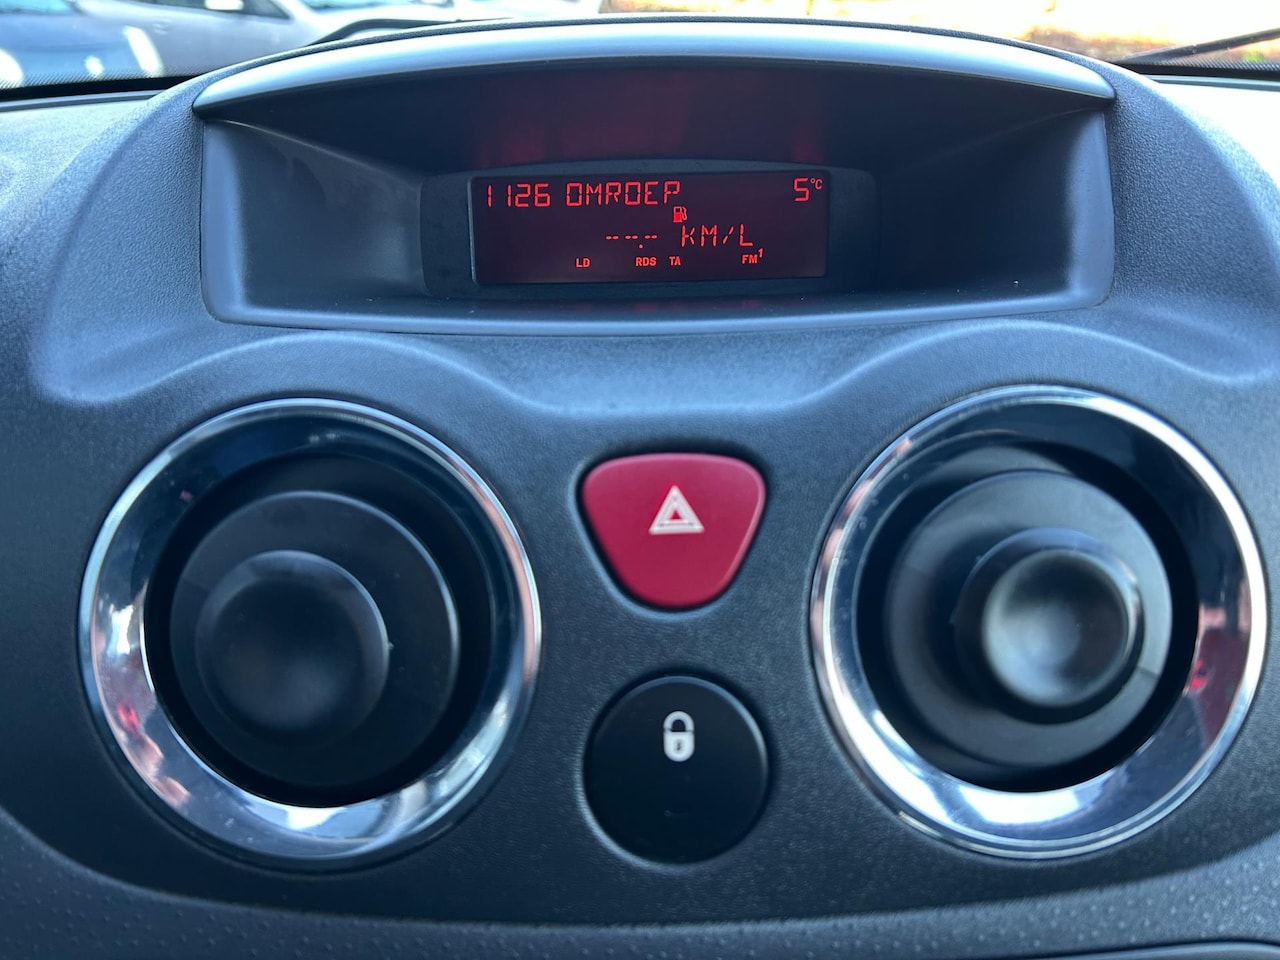 1126 OMROEP 5°C
-- --.-- KM/L
LD RDS TA FM1